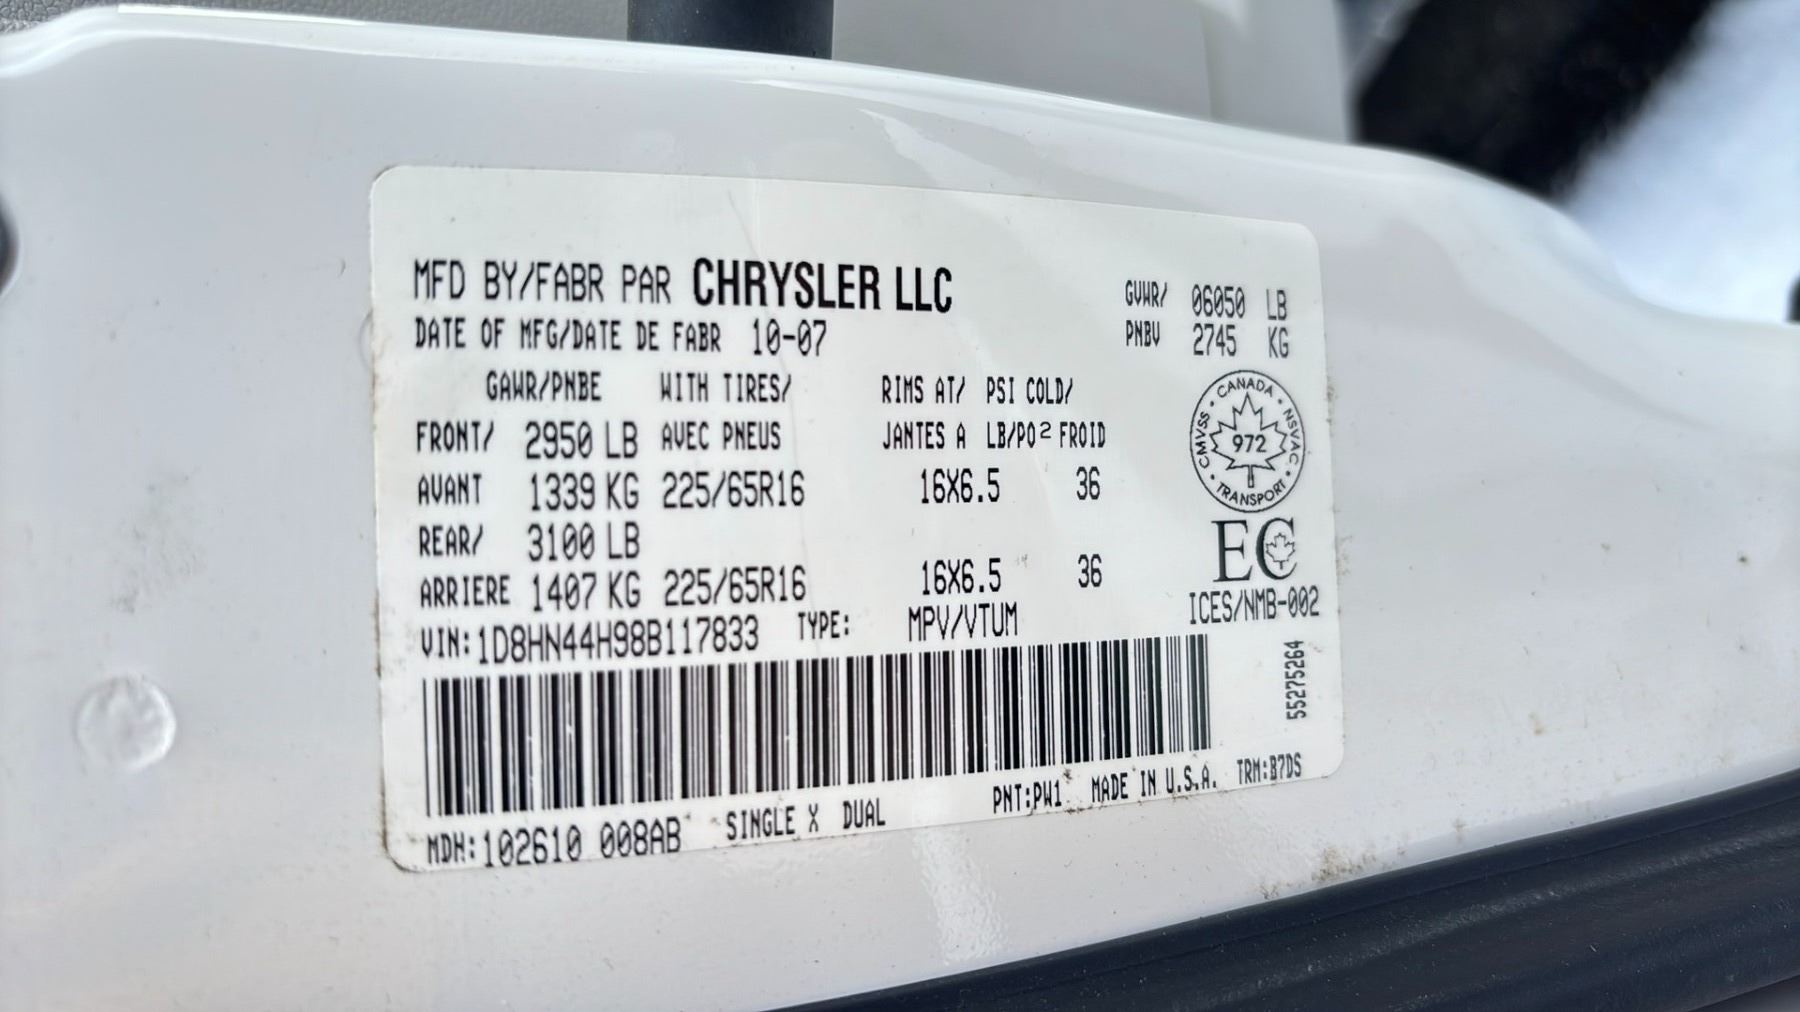 MFD BY/FABR PAR CHRYSLER LLC
GVWR/ 06050 LB
PNBV 2745 KG
DATE OF MFG/DATE DE FABR 10-07
GAWR/PNBE WITH TIRES/ RIMS AT/ PSI COLD/
FRONT/ 2950 LB AVEC PNEUS JANTES A LB/PO² FROID
AVANT 1339 KG 225/65R16 16X6.5 36
REAR/ 3100 LB
ARRIERE 1407 KG 225/65R16 16X6.5 36
VIN: 1D8HN44H98B117833 TYPE: MPV/VTUM
CANADA
CMVSS 972 NSVAC
TRANSPORT
EC
ICES/NMB-002
55275264
MDH: 102610 008AB SINGLE X DUAL PNT:PW1 MADE IN U.S.A. TRM:B7DS